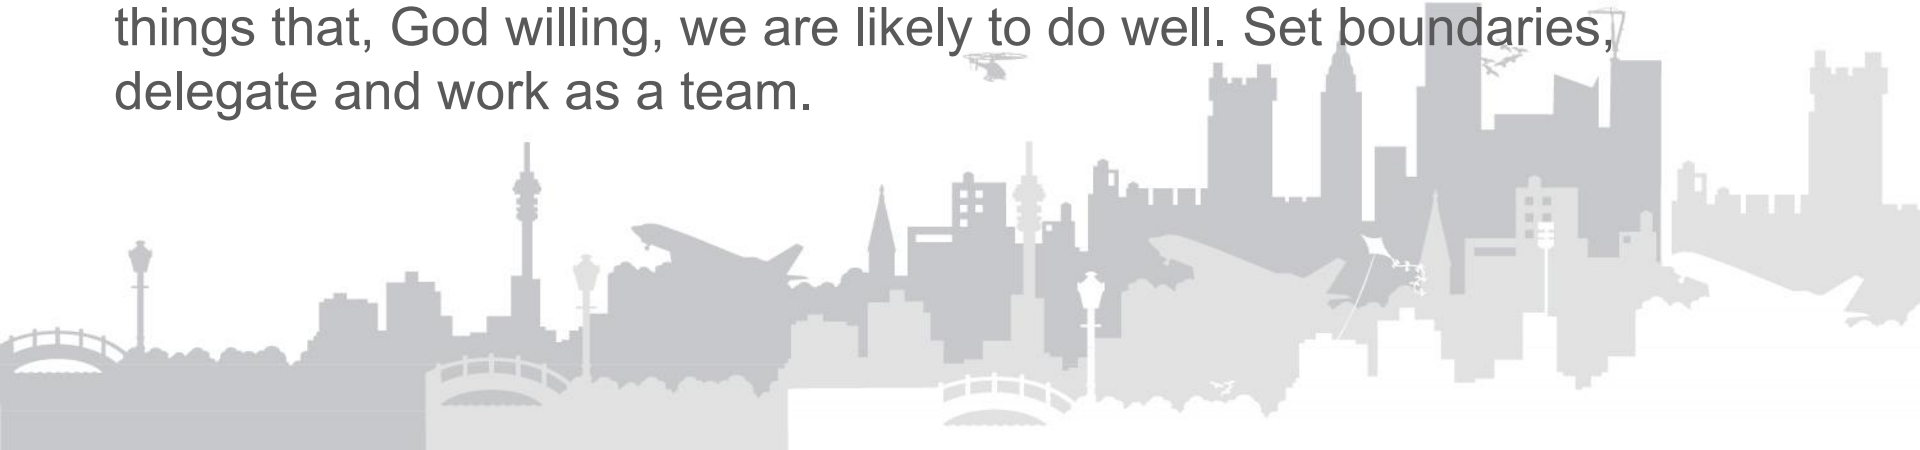 things that, God willing, we are likely to do well. Set boundaries,
delegate and work as a team.